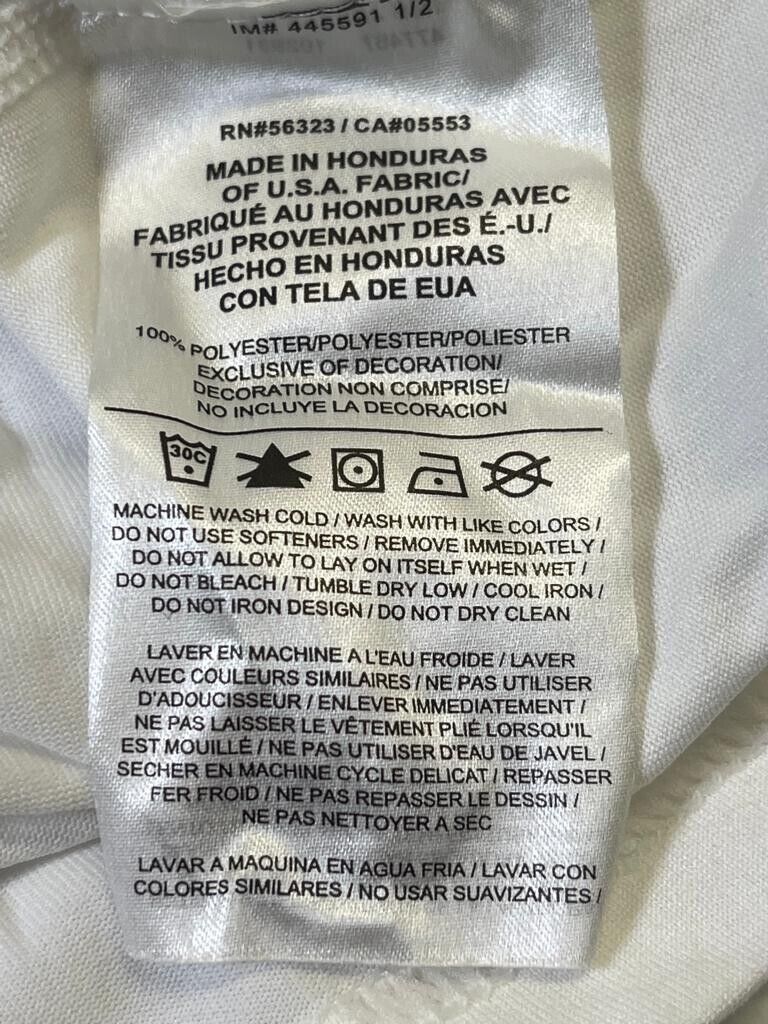 IM# 445591 1/2
RN#56323 / CA#05553
MADE IN HONDURAS
OF U.S.A. FABRIC/
FABRIQUÉ AU HONDURAS AVEC
TISSU PROVENANT DES É.-U./
HECHO EN HONDURAS
CON TELA DE EUA
100% POLYESTER/POLYESTER/POLIESTER
EXCLUSIVE OF DECORATION/
DECORATION NON COMPRISE/
NO INCLUYE LA DECORACION
30C
MACHINE WASH COLD / WASH WITH LIKE COLORS /
DO NOT USE SOFTENERS / REMOVE IMMEDIATELY /
DO NOT ALLOW TO LAY ON ITSELF WHEN WET /
DO NOT BLEACH / TUMBLE DRY LOW / COOL IRON /
DO NOT IRON DESIGN / DO NOT DRY CLEAN
LAVER EN MACHINE A L'EAU FROIDE / LAVER
AVEC COULEURS SIMILAIRES / NE PAS UTILISER
D'ADOUCISSEUR / ENLEVER IMMEDIATEMENT /
NE PAS LAISSER LE VÊTEMENT PLIÉ LORSQU'IL
EST MOUILLÉ / NE PAS UTILISER D'EAU DE JAVEL /
SECHER EN MACHINE CYCLE DELICAT / REPASSER
FER FROID / NE PAS REPASSER LE DESSIN /
NE PAS NETTOYER A SEC
LAVAR A MAQUINA EN AGUA FRIA / LAVAR CON
COLORES SIMILARES / NO USAR SUAVIZANTES /